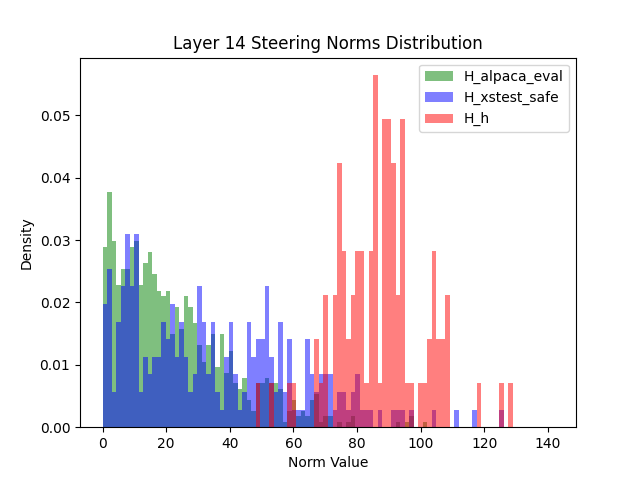 Layer 14 Steering Norms Distribution
H_alpaca_eval
H_xstest_safe
H_h
Density
0.05
0.04
0.03
0.02
0.01
0.00
0 20 40 60 80 100 120 140
Norm Value